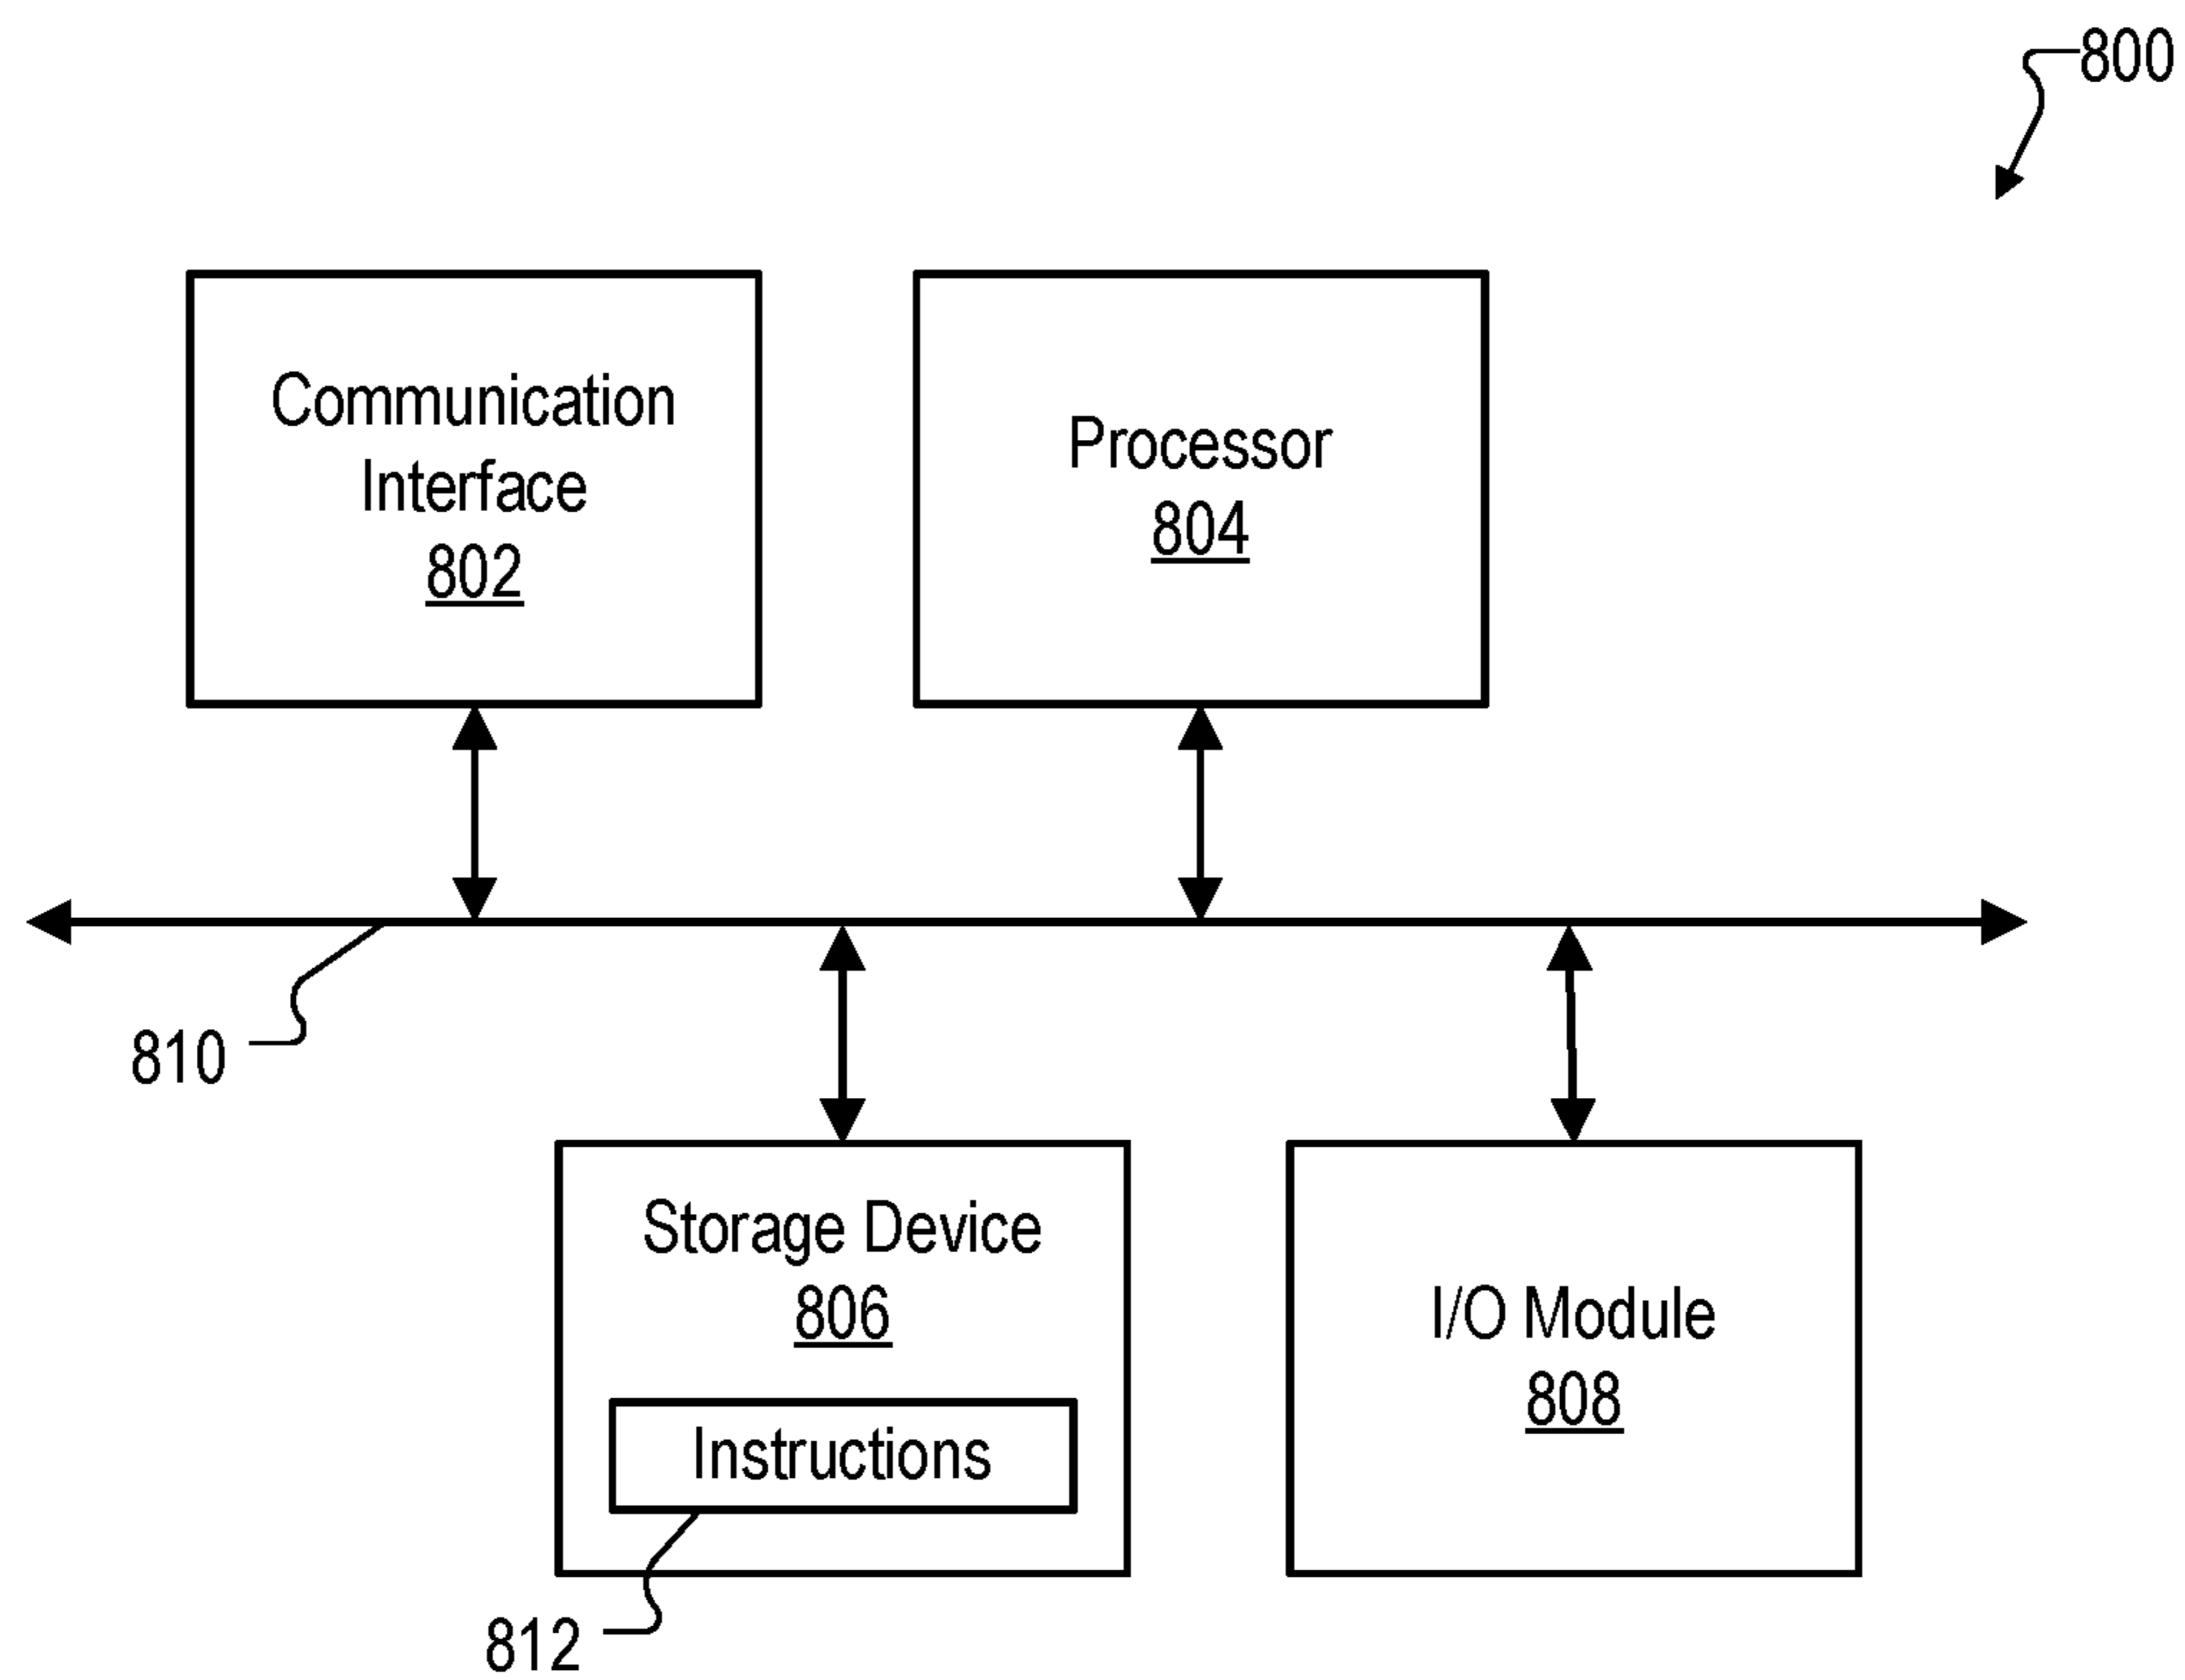 800
Communication
Interface
802
Processor
804
810
Storage Device
806
Instructions
812
I/O Module
808